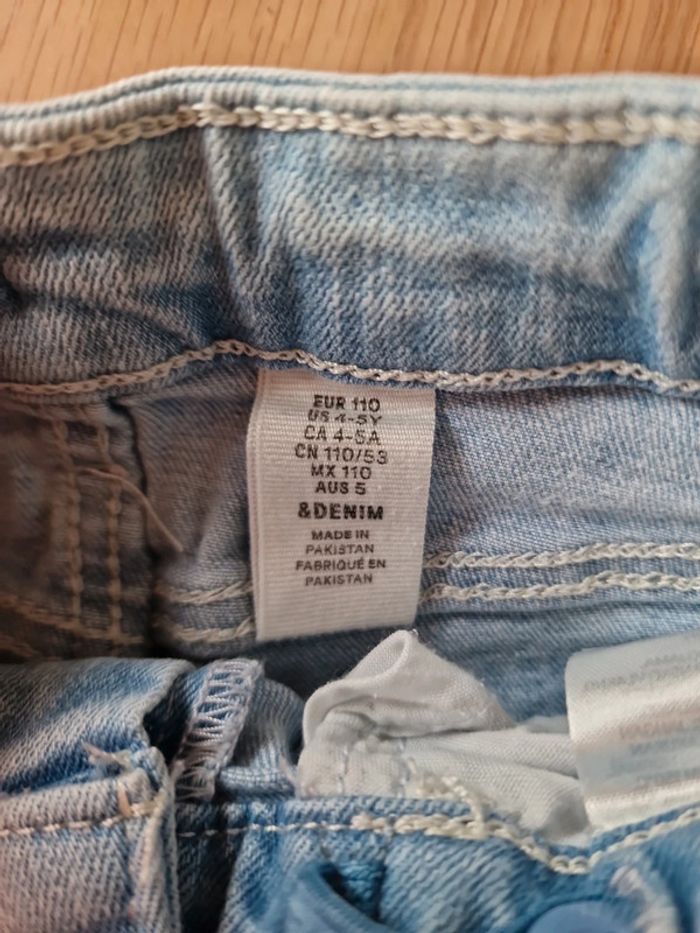 EUR 110
US 4-5Y
CA 4-5A
CN 110/53
MX 110
AUS 5
&DENIM
MADE IN
PAKISTAN
FABRIQUÉ EN
PAKISTAN